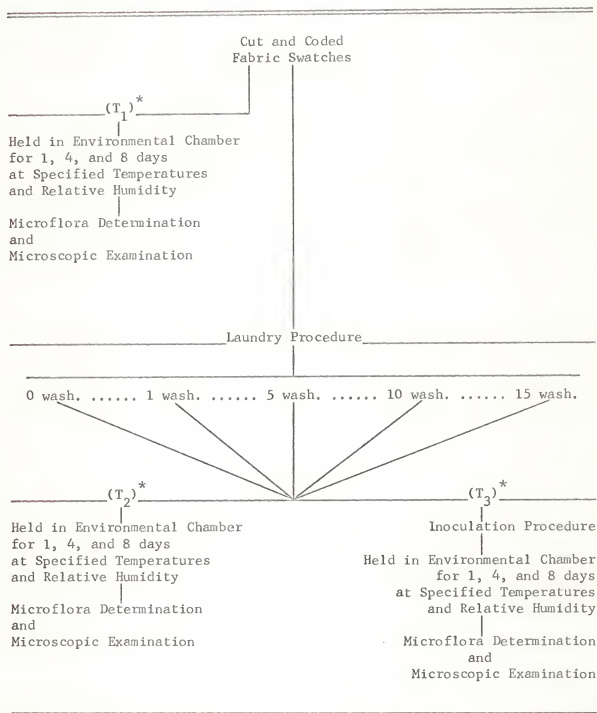 Cut and Coded
Fabric Swatches
(T1)*
Held in Environmental Chamber
for 1, 4, and 8 days
at Specified Temperatures
and Relative Humidity
Microflora Determination
and
Microscopic Examination
Laundry Procedure
0 wash. ...... 1 wash. ...... 5 wash. ...... 10 wash. ...... 15 wash.
(T2)*
Held in Environmental Chamber
for 1, 4, and 8 days
at Specified Temperatures
and Relative Humidity
Microflora Determination
and
Microscopic Examination
(T3)*
Inoculation Procedure
Held in Environmental Chamber
for 1, 4, and 8 days
at Specified Temperatures
and Relative Humidity
Microflora Determination
and
Microscopic Examination